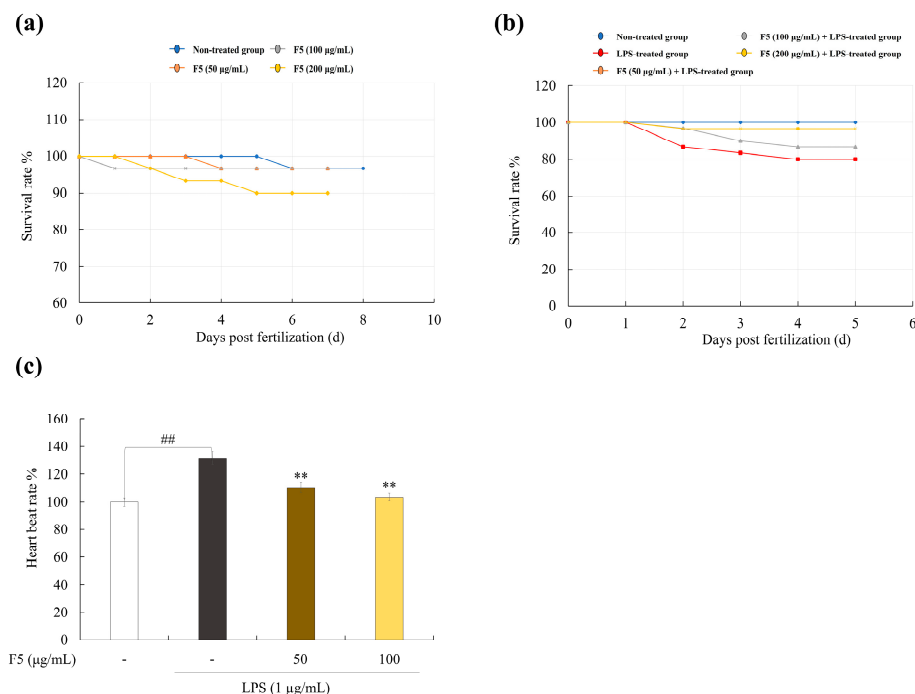 (a)
Non-treated group F5 (100 µg/mL)
F5 (50 µg/mL) F5 (200 µg/mL)
120
110
100
90
80
70
60
Survival rate %
0 2 4 6 8 10
Days post fertilization (d)
(b)
Non-treated group F5 (100 µg/mL) + LPS-treated group
LPS-treated group F5 (200 µg/mL) + LPS-treated group
F5 (50 µg/mL) + LPS-treated group
120
100
80
60
40
20
0
Survival rate %
0 1 2 3 4 5 6
Days post fertilization (d)
(c)
160
140
120
100
80
60
40
20
0
Heart beat rate %
##
**
**
F5 (µg/mL) - - 50 100
LPS (1 µg/mL)